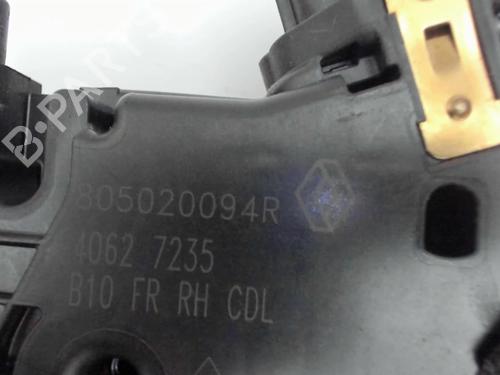 B-PARTS
805020094R
4062 7235
B10 FR RH CDL